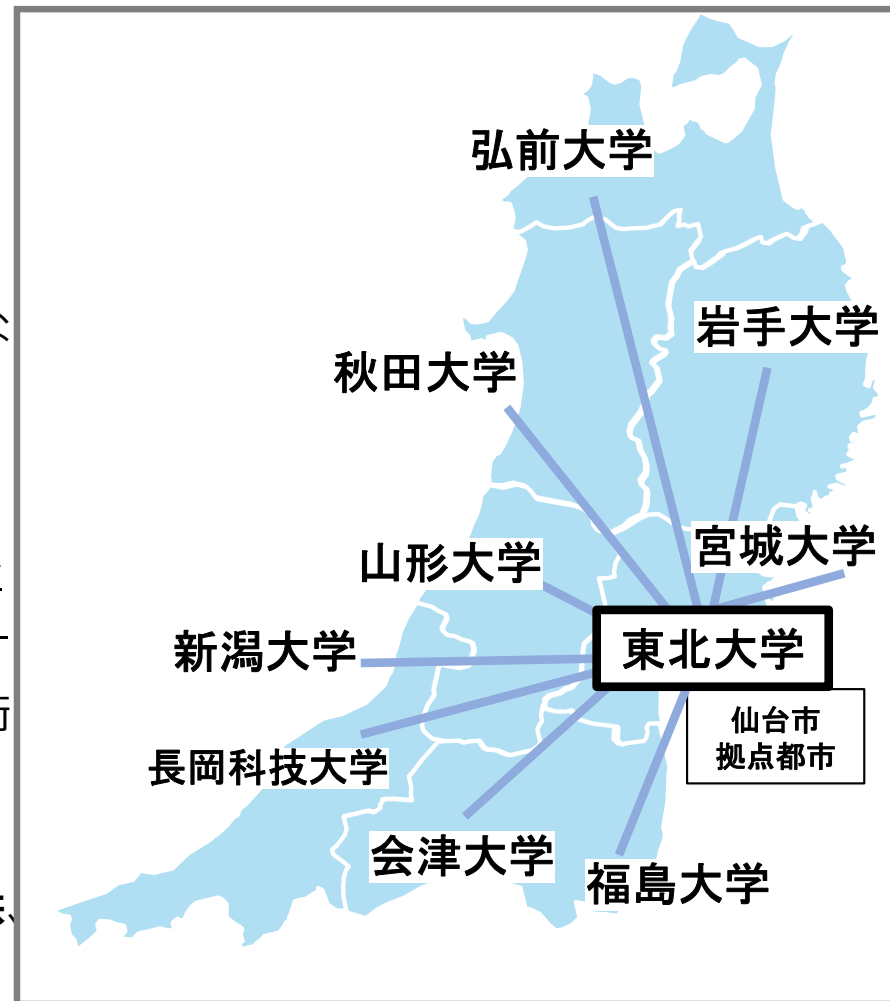 弘前大学
岩手大学
秋田大学
宮城大学
山形大学
東北大学
新潟大学
仙台市
拠点都市
長岡科技大学
会津大学
福島大学